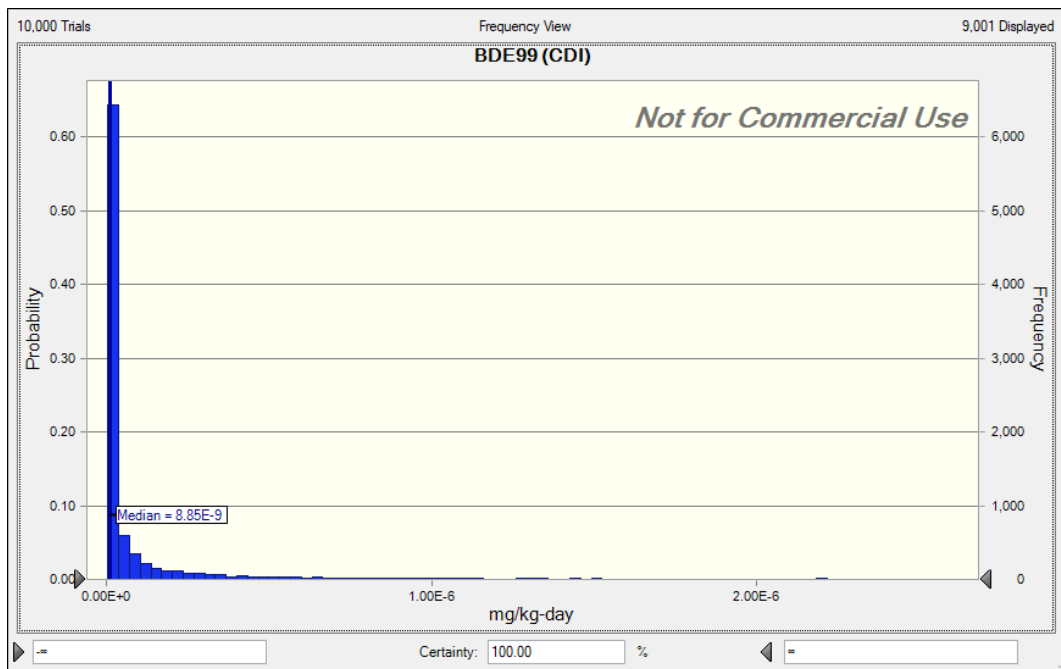 10,000 Trials Frequency View 9,001 Displayed
BDE99 (CDI)
Not for Commercial Use
0.60 6,000
0.50 5,000
0.40 4,000
Probability Frequency
0.30 3,000
0.20 2,000
0.10 1,000
Median = 8.85E-9
0.00 0
0.00E+0 1.00E-6 2.00E-6
mg/kg-day
-∞ Certainty: 100.00 % ∞